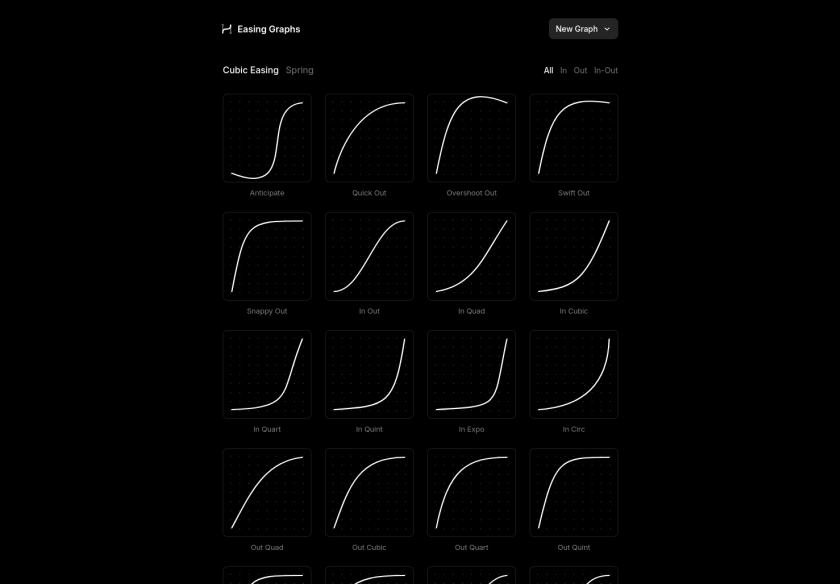 Easing Graphs
New Graph
Cubic Easing Spring
All In Out In-Out
Anticipate
Quick Out
Overshoot Out
Swift Out
Snappy Out
In Out
In Quad
In Cubic
In Quart
In Quint
In Expo
In Circ
Out Quad
Out Cubic
Out Quart
Out Quint